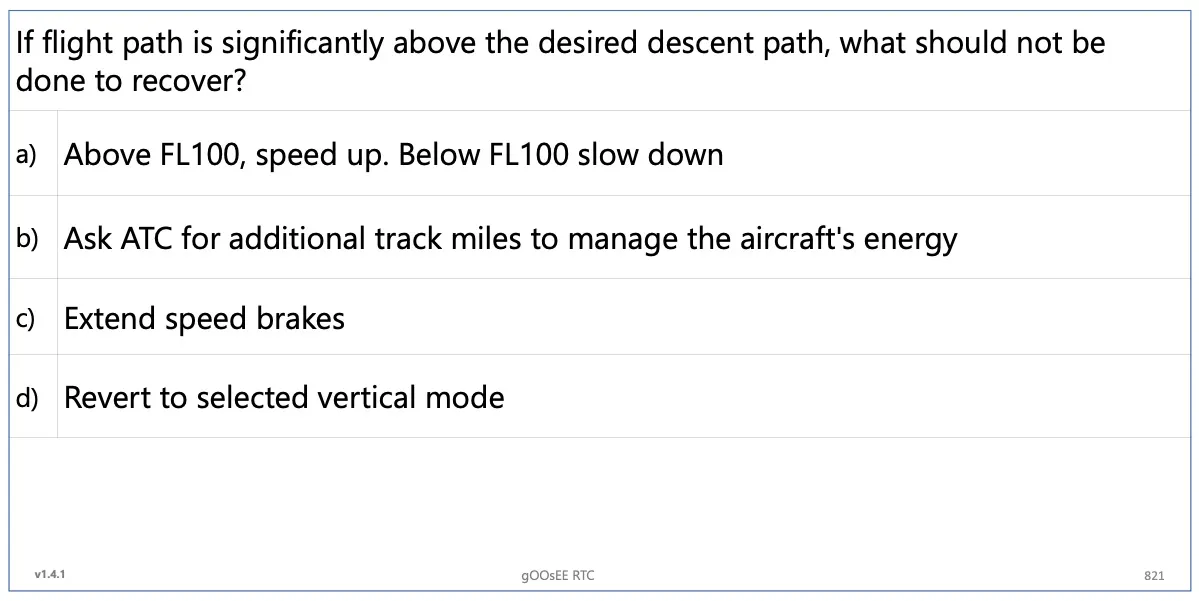 If flight path is significantly above the desired descent path, what should not be
done to recover?
a) Above FL100, speed up. Below FL100 slow down
b) Ask ATC for additional track miles to manage the aircraft's energy
c) Extend speed brakes
d) Revert to selected vertical mode
v1.4.1 gOOsEE RTC 821